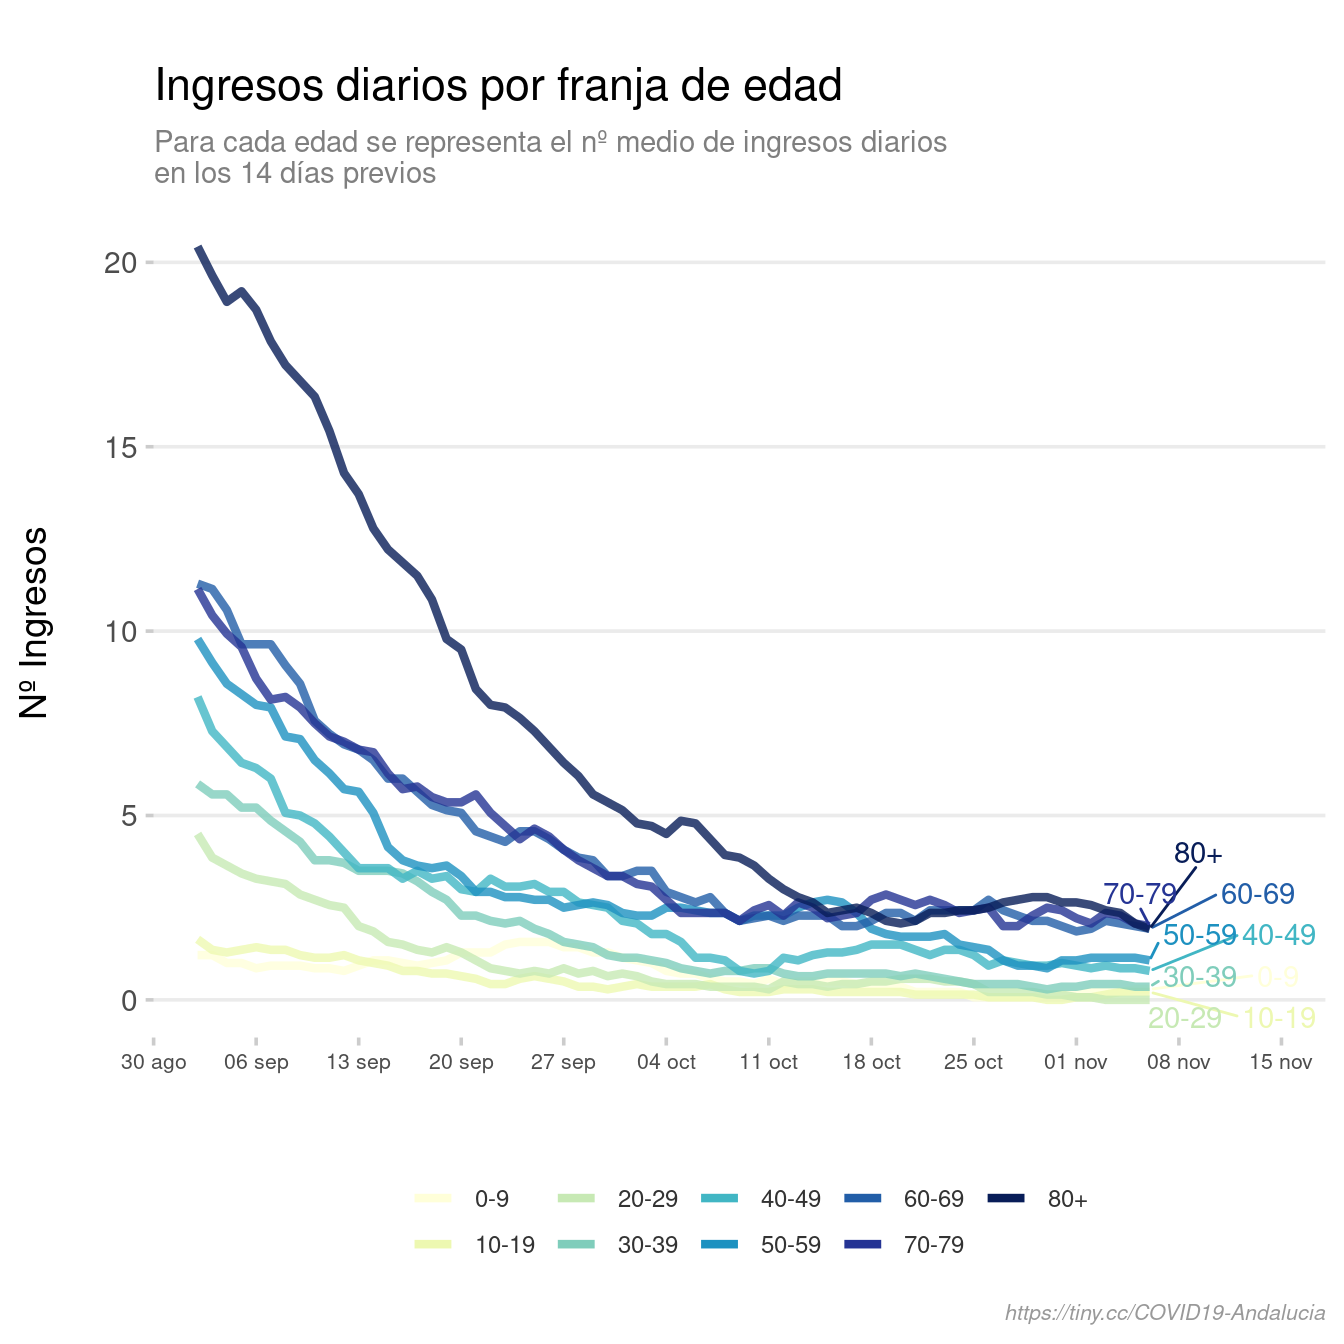 Ingresos diarios por franja de edad
Para cada edad se representa el nº medio de ingresos diarios
en los 14 días previos
Nº Ingresos
20
15
10
5
0
80+
70-79
60-69
50-59
40-49
30-39
0-9
20-29
10-19
30 ago
06 sep
13 sep
20 sep
27 sep
04 oct
11 oct
18 oct
25 oct
01 nov
08 nov
15 nov
0-9
20-29
40-49
60-69
80+
10-19
30-39
50-59
70-79
https://tiny.cc/COVID19-Andalucia